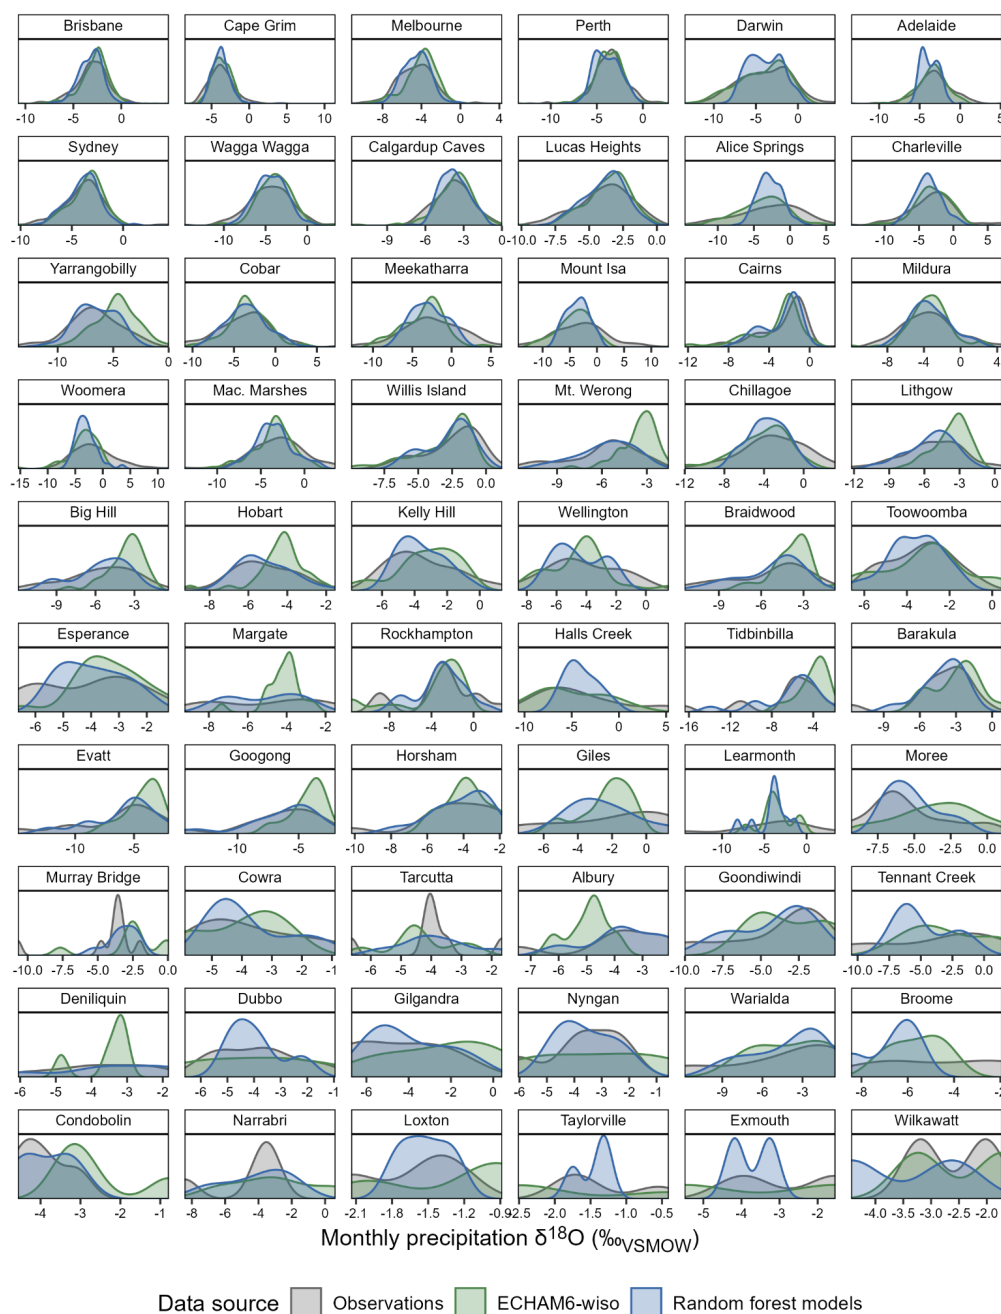 Brisbane Cape Grim Melbourne Perth Darwin Adelaide
-10 -5 0 -5 0 5 10 -8 -4 0 4 -10 -5 0 -10 -5 0 -10 -5 0 5
Sydney Wagga Wagga Calgardup Caves Lucas Heights Alice Springs Charleville
-10 -5 0 -10 -5 0 -9 -6 -3 0 -10.0 -7.5 -5.0 -2.5 0.0 -10 -5 0 5 -10 -5 0 5
Yarrangobilly Cobar Meekatharra Mount Isa Cairns Mildura
-10 -5 0 -10 -5 0 5 -10 -5 0 5 -10 -5 0 5 10 -12 -8 -4 0 -8 -4 0 4
Woomera Mac. Marshes Willis Island Mt. Werong Chillagoe Lithgow
-15 -10 -5 0 5 10 -10 -5 0 -7.5 -5.0 -2.5 0.0 -9 -6 -3 -12 -8 -4 0 -12 -9 -6 -3 0
Big Hill Hobart Kelly Hill Wellington Braidwood Toowoomba
-9 -6 -3 -8 -6 -4 -2 -6 -4 -2 0 -8 -6 -4 -2 0 -9 -6 -3 -6 -4 -2 0
Esperance Margate Rockhampton Halls Creek Tidbinbilla Barakula
-6 -5 -4 -3 -2 -8 -6 -4 -2 -9 -6 -3 0 -10 -5 0 5 -16 -12 -8 -4 -9 -6 -3 0
Evatt Googong Horsham Giles Learmonth Moree
-10 -5 -10 -5 -10 -8 -6 -4 -2 -6 -4 -2 0 -10 -5 0 5 -7.5 -5.0 -2.5 0.0
Murray Bridge Cowra Tarcutta Albury Goondiwindi Tennant Creek
-10.0 -7.5 -5.0 -2.5 0.0 -5 -4 -3 -2 -1 -6 -5 -4 -3 -2 -7 -6 -5 -4 -3 -10.0 -7.5 -5.0 -2.5 -10.0 -7.5 -5.0 -2.5 0.0
Deniliquin Dubbo Gilgandra Nyngan Warialda Broome
-6 -5 -4 -3 -2 -6 -5 -4 -3 -2 -1 -6 -4 -2 0 -6 -5 -4 -3 -2 -1 -9 -6 -3 -8 -6 -4 -2
Condobolin Narrabri Loxton Taylorville Exmouth Wilkawatt
-4 -3 -2 -1 -8 -6 -4 -2 0 -2.1 -1.8 -1.5 -1.2 -0.9 -2.5 -2.0 -1.5 -1.0 -0.5 -5 -4 -3 -2 -4.0 -3.5 -3.0 -2.5 -2.0
Monthly precipitation δ18O (‰VSMOW)
Data source Observations ECHAM6-wiso Random forest models